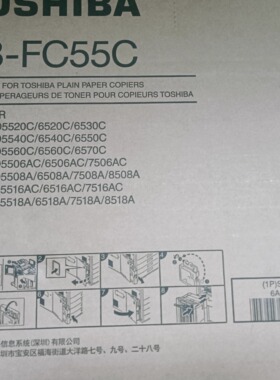 TOSHIBA
-FC55C
FOR TOSHIBA PLAIN PAPER COPIERS
PERAGEURS DE TONER POUR COPIEURS TOSHIBA
R
5520C/6520C/6530C
5540C/6540C/6550C
5560C/6560C/6570C
5506AC/6506AC/7506AC
5508A/6508A/7508A/8508A
5516AC/6516AC/7516AC
5518A/6518A/7518A/8518A
(1P)
6A
信息系统(深圳)有限公司
圳市宝安区福海街道大洋路七号、九号、二十八号